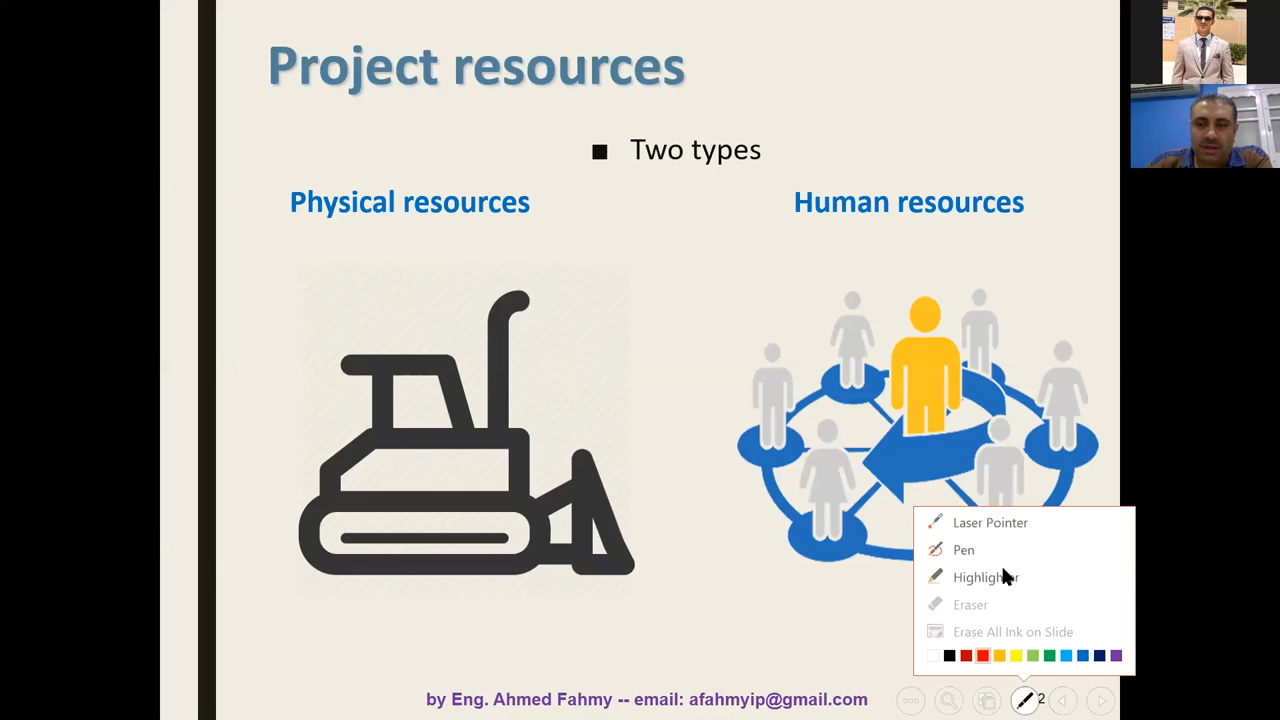 Project resources
■ Two types
Physical resources
Human resources
Laser Pointer
Pen
Highlighter
Eraser
Erase All Ink on Slide
by Eng. Ahmed Fahmy -- email: afahmyip@gmail.com
2